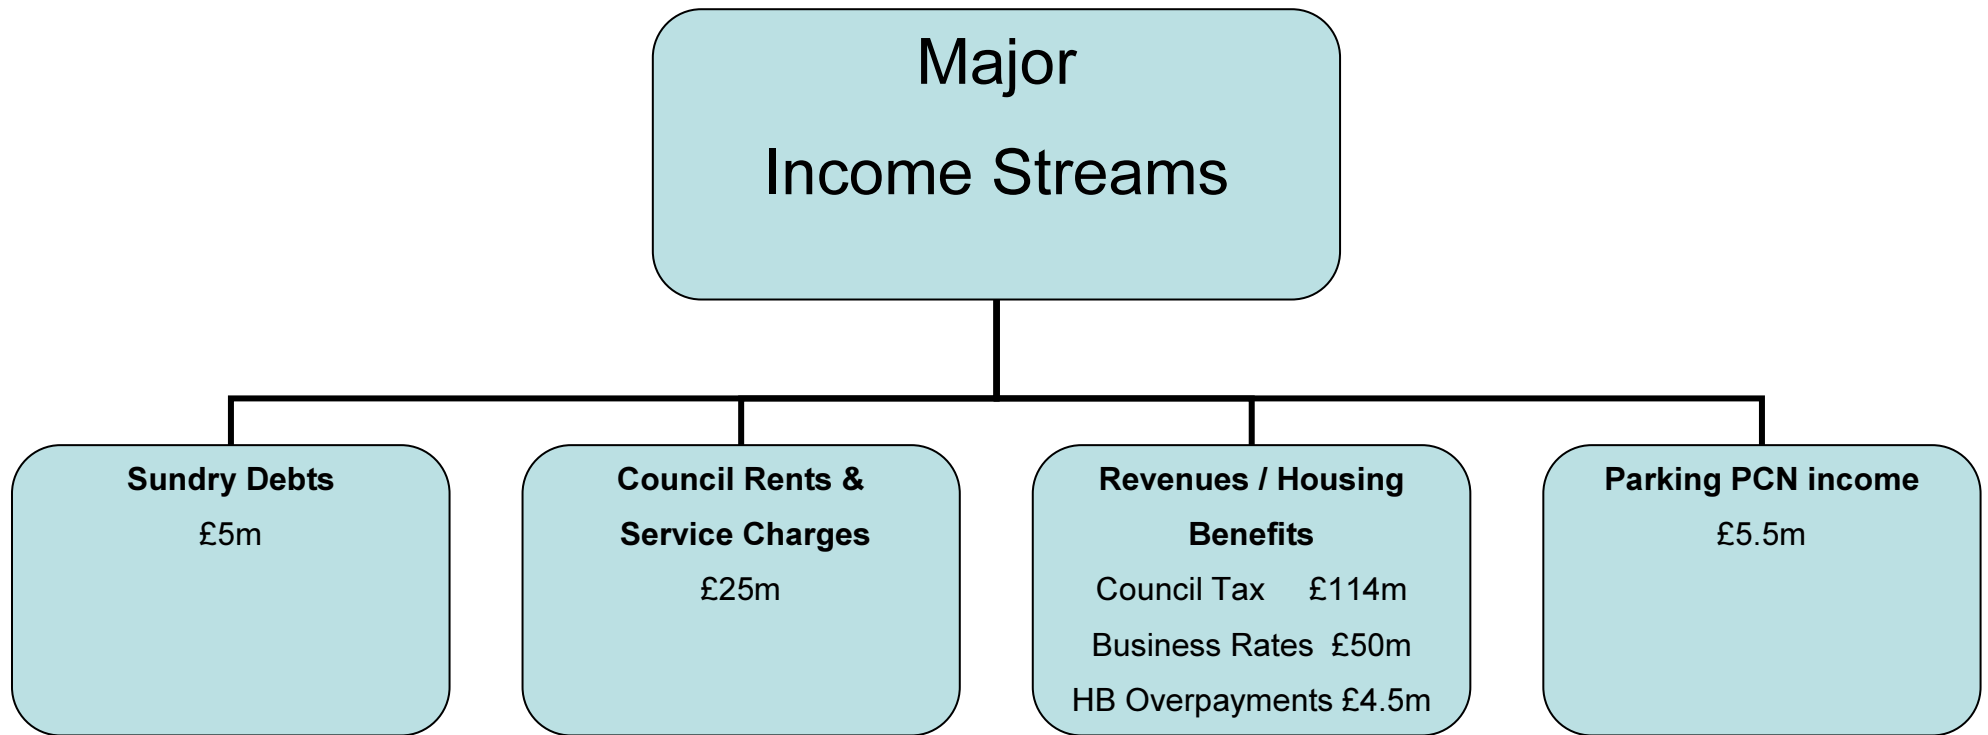 Major
Income Streams
Sundry Debts
£5m
Council Rents &
Service Charges
£25m
Revenues / Housing
Benefits
Council Tax £114m
Business Rates £50m
HB Overpayments £4.5m
Parking PCN income
£5.5m